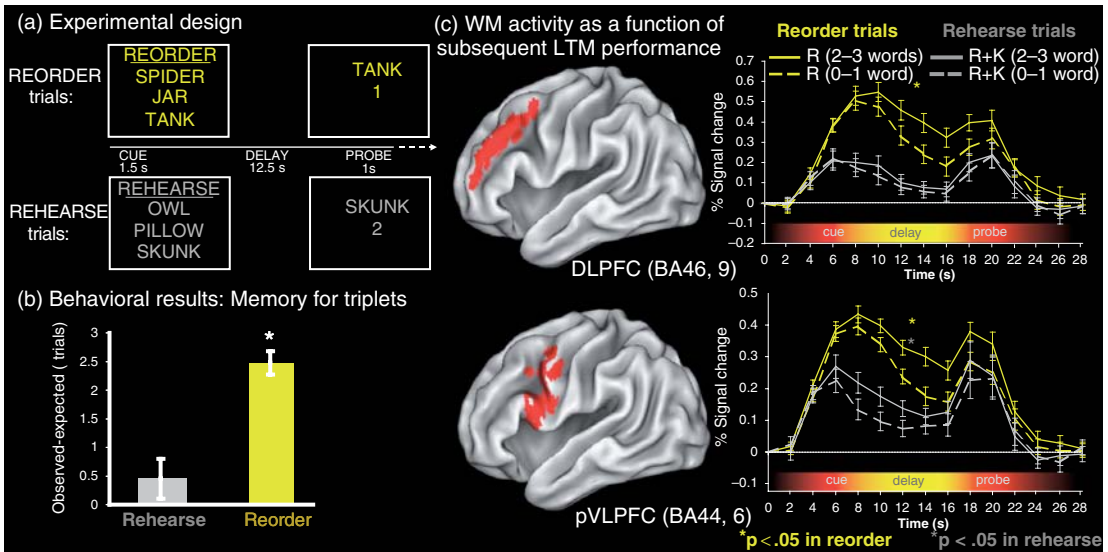 (a) Experimental design
REORDER
trials:
REORDER
SPIDER
JAR
TANK
TANK
1
CUE
1.5 s
DELAY
12.5 s
PROBE
1s
REHEARSE
trials:
REHEARSE
OWL
PILLOW
SKUNK
SKUNK
2
(b) Behavioral results: Memory for triplets
Observed-expected ( trials)
3
2.5
2
1.5
1
0.5
0
*
Rehearse
Reorder
(c) WM activity as a function of
subsequent LTM performance
DLPFC (BA46, 9)
Reorder trials
R (2–3 words)
R (0–1 word)
Rehearse trials
R+K (2–3 word)
R+K (0–1 word)
% Signal change
0.7
0.6
0.5
0.4
0.3
0.2
0.1
0
−0.1
−0.2
*
cue
delay
probe
0 2 4 6 8 10 12 14 16 18 20 22 24 26 28
Time (s)
pVLPFC (BA44, 6)
% Signal change
0.5
0.4
0.3
0.2
0.1
0
−0.1
*
*
cue
delay
probe
0 2 4 6 8 10 12 14 16 18 20 22 24 26 28
Time (s)
*p <.05 in reorder
*p < .05 in rehearse